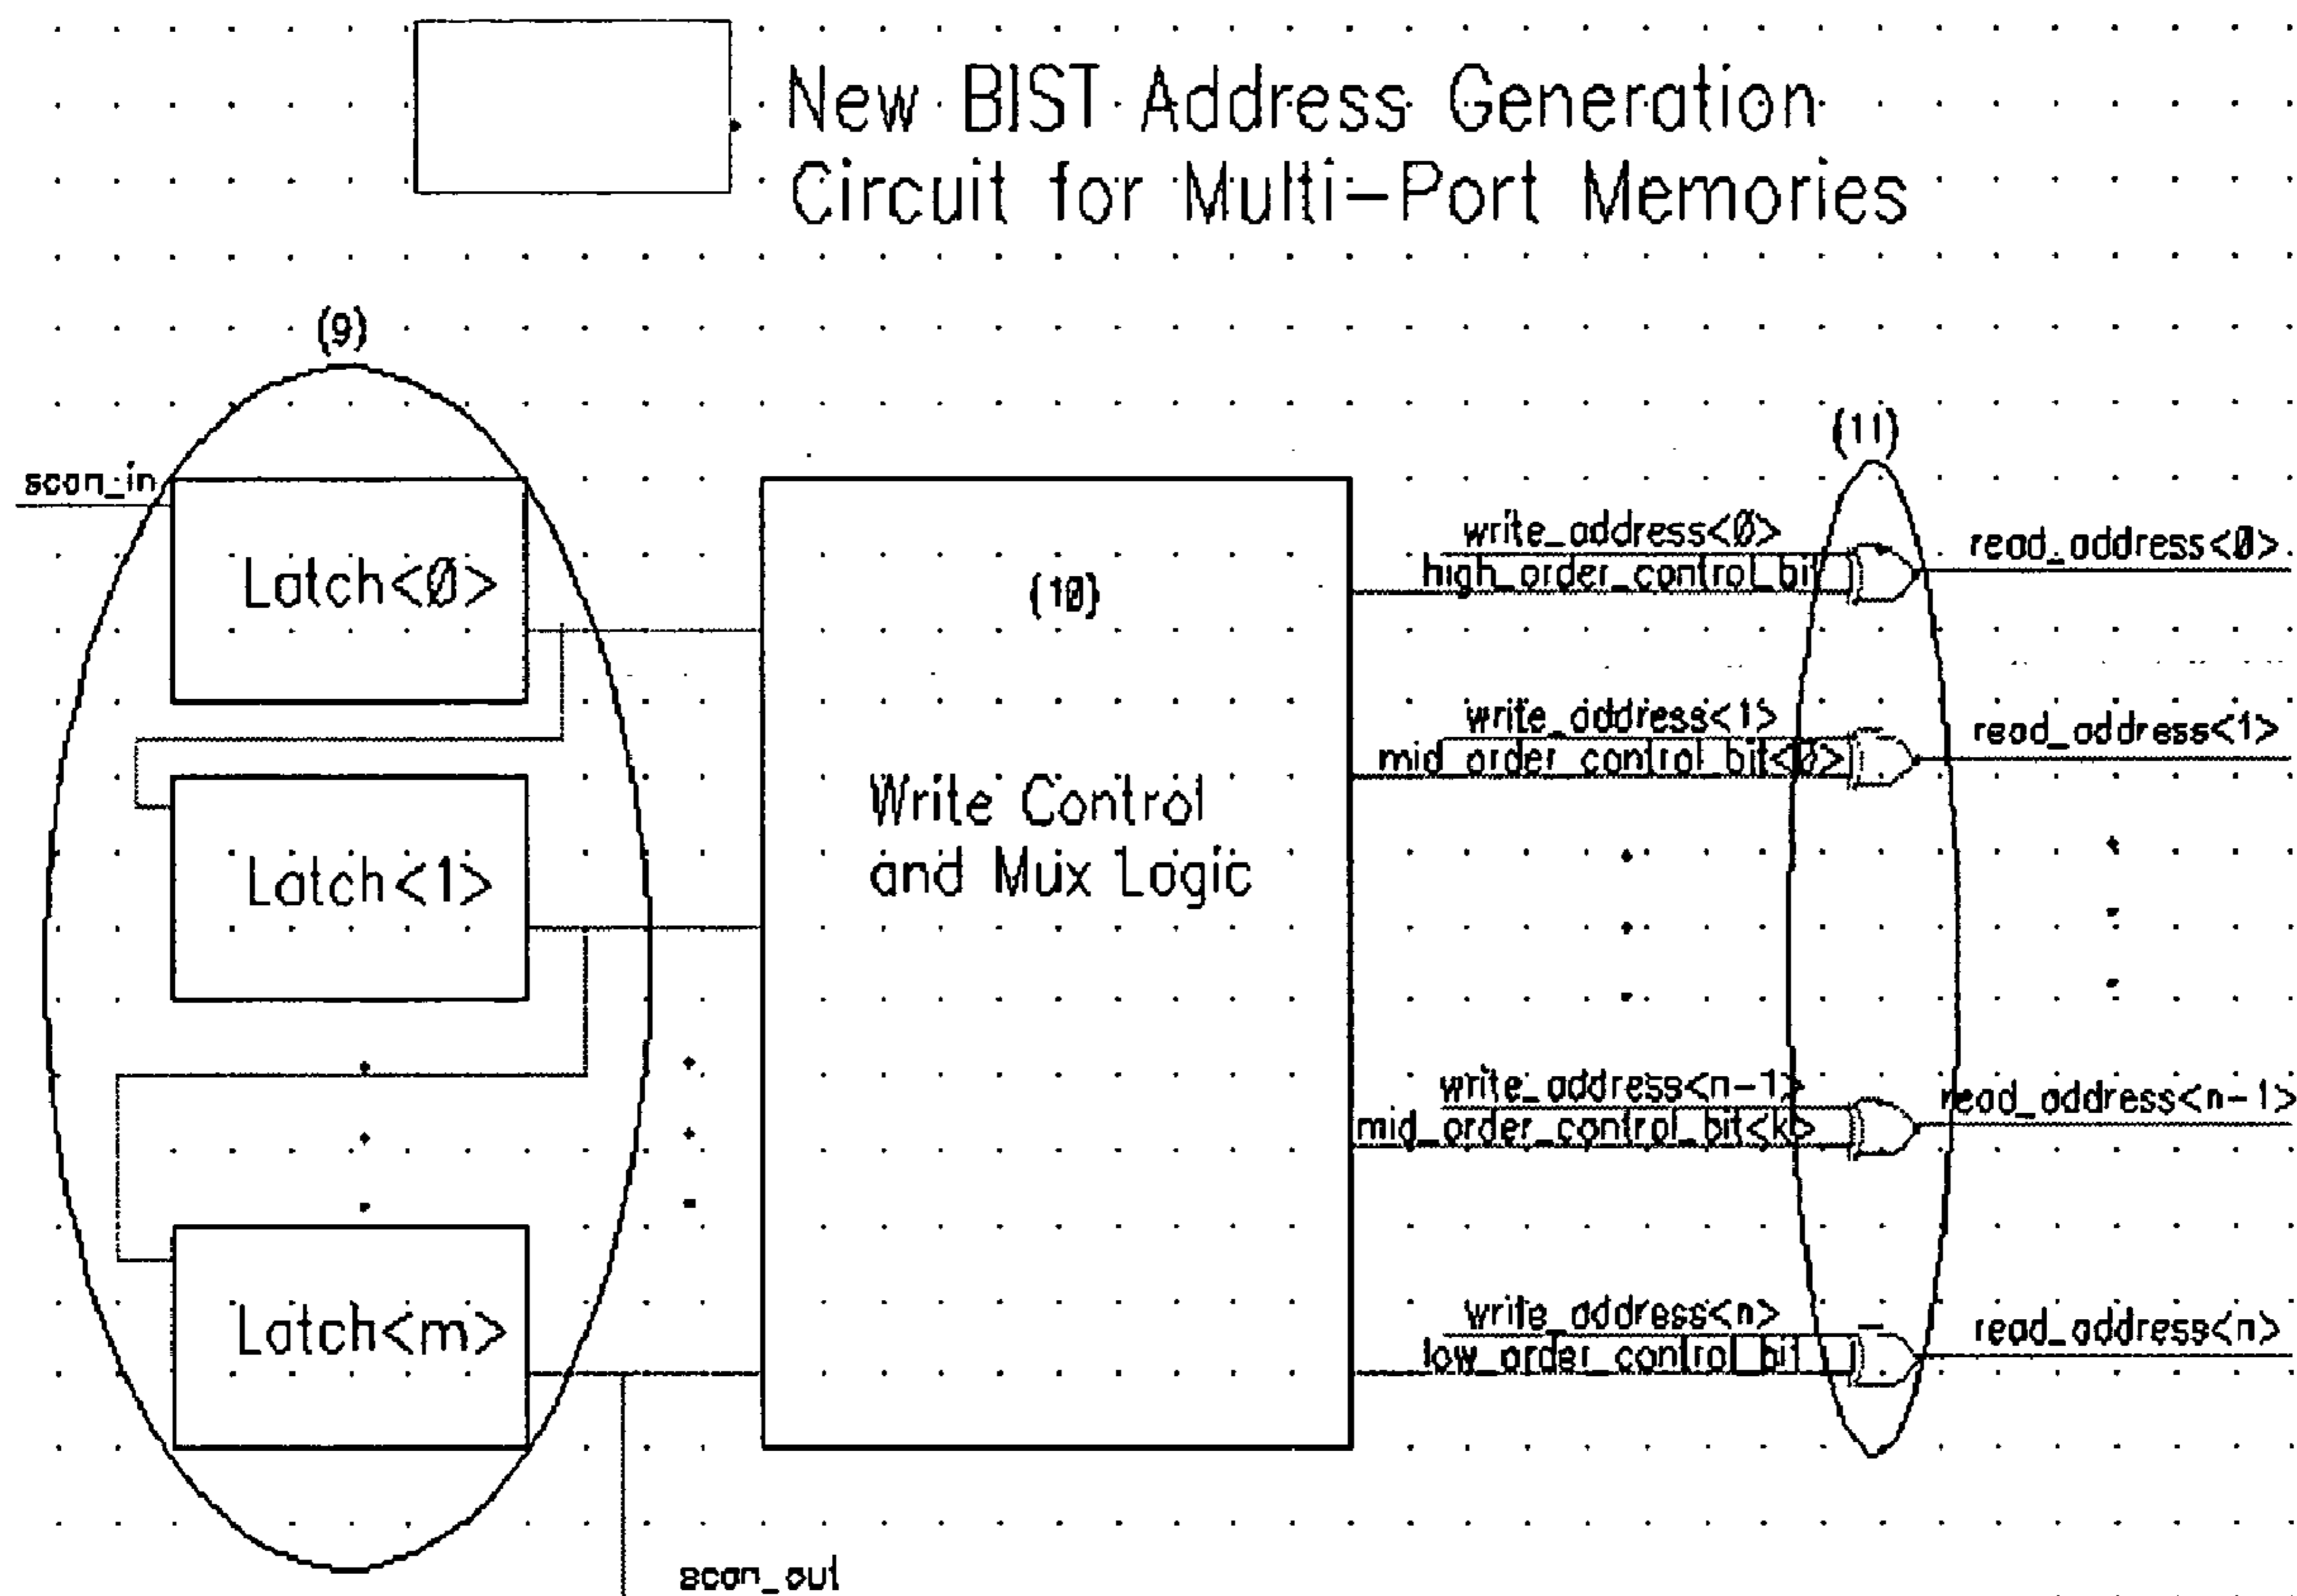 New BIST Address Generation
Circuit for Multi-Port Memories
(9)
(11)
scan_in
Latch<0>
(10)
write_address<0>
high_order_control_bit
read_address<0>
write_address<1>
mid_order_control_bit<0>
read_address<1>
Write Control
and Mux Logic
Latch<1>
write_address<n-1>
mid_order_control_bit<k>
read_address<n-1>
Latch<m>
write_address<n>
low_order_control_bit
read_address<n>
scan_out